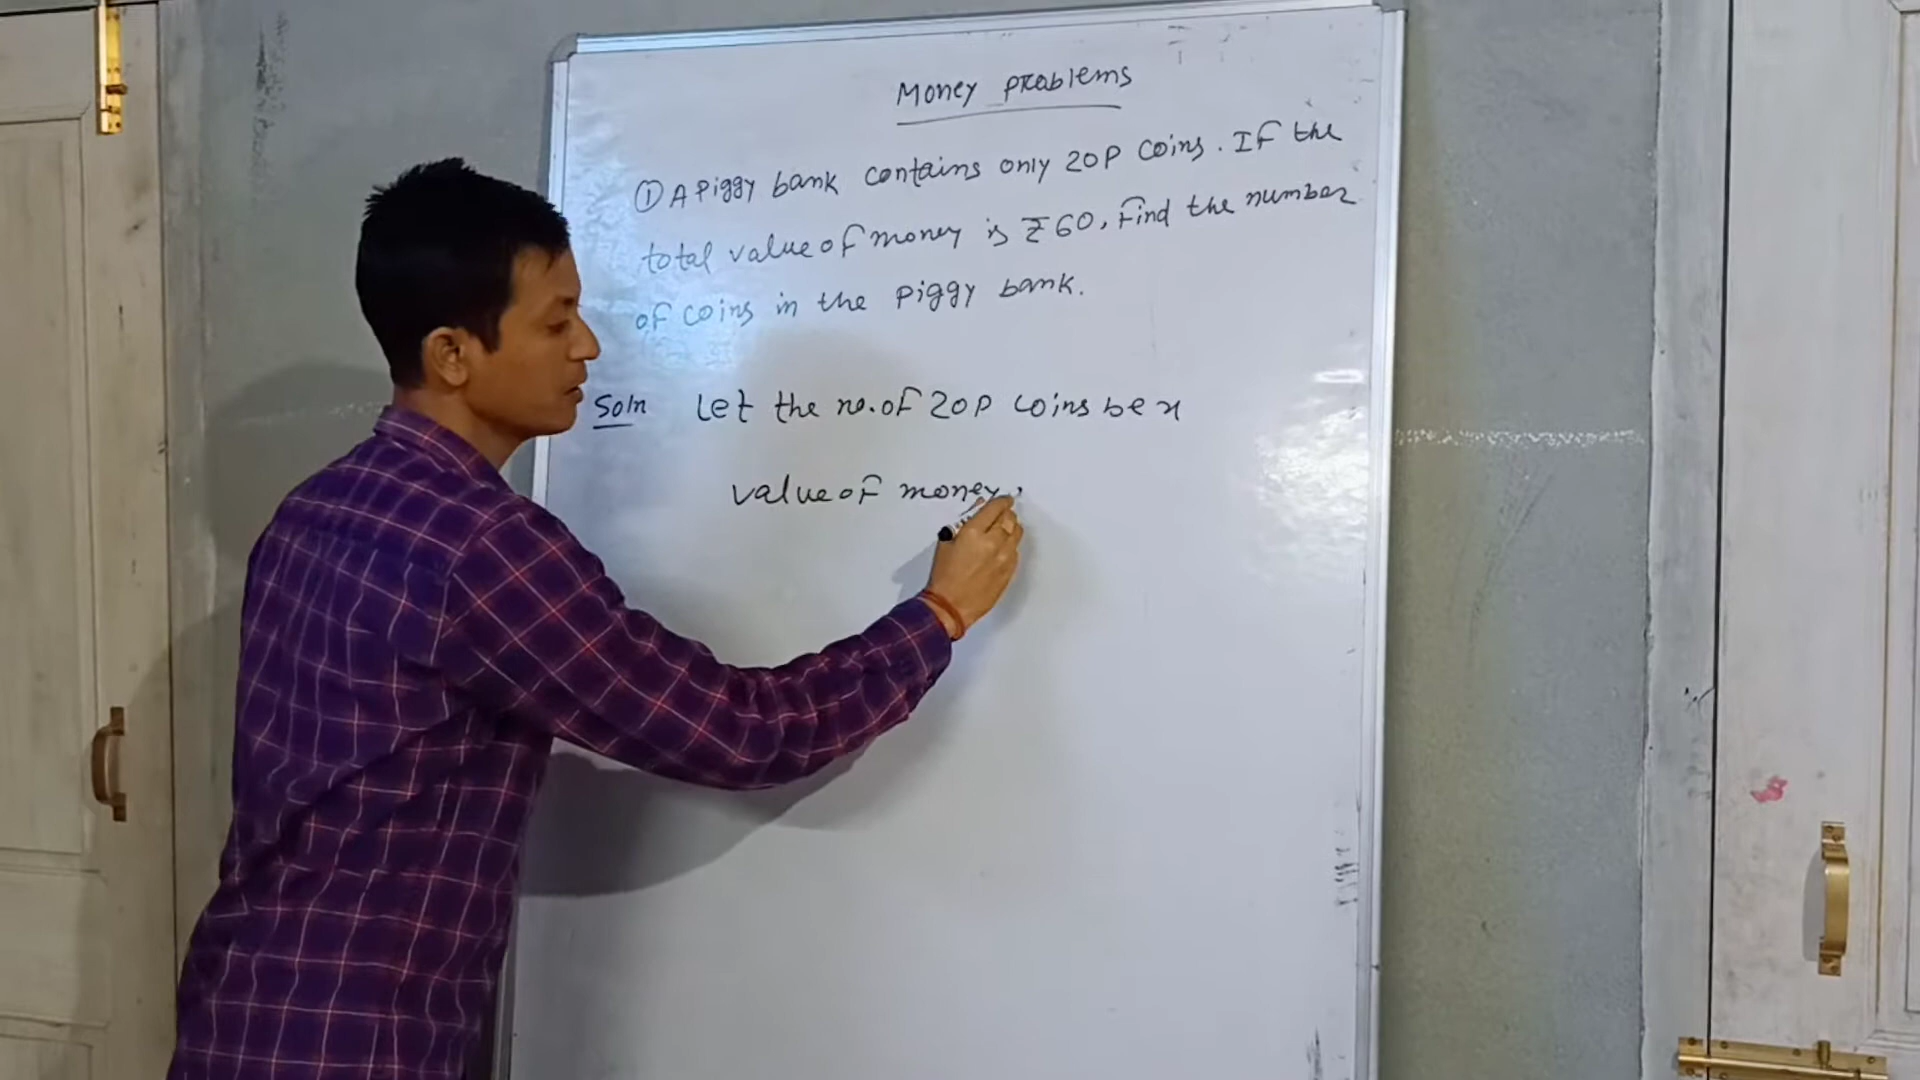 Money problems
① A Piggy bank contains only 20P coins. If the
total value of money is ₹60, Find the number
of coins in the Piggy bank.
Soln Let the no. of 20P coins be x
value of money